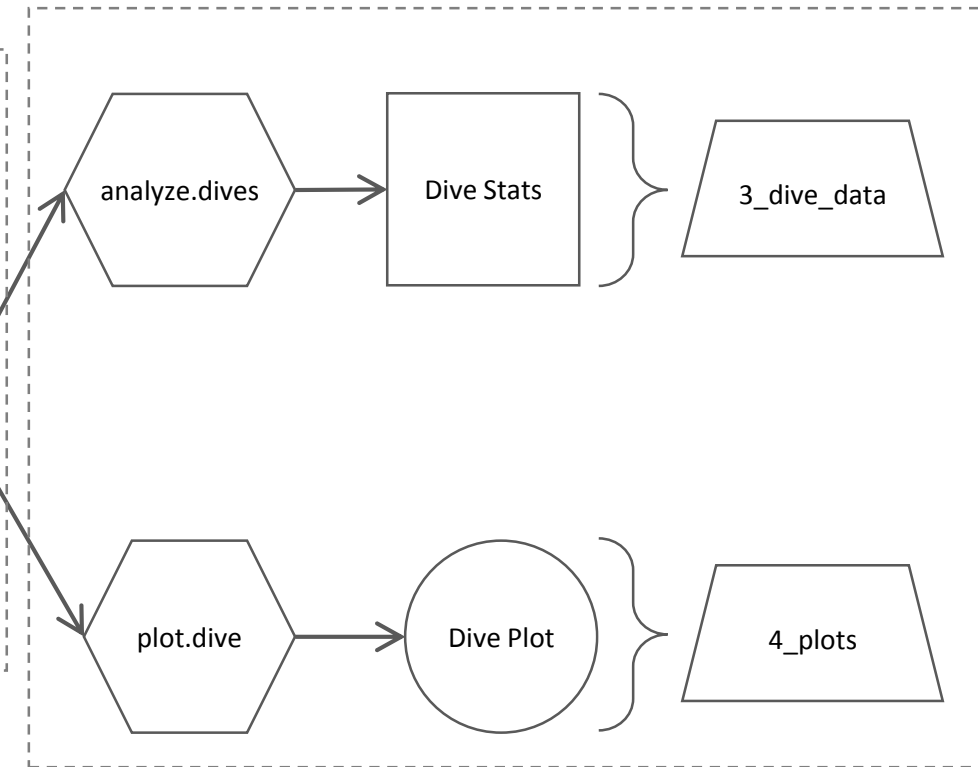 analyze.dives
Dive Stats
3_dive_data
plot.dive
Dive Plot
4_plots